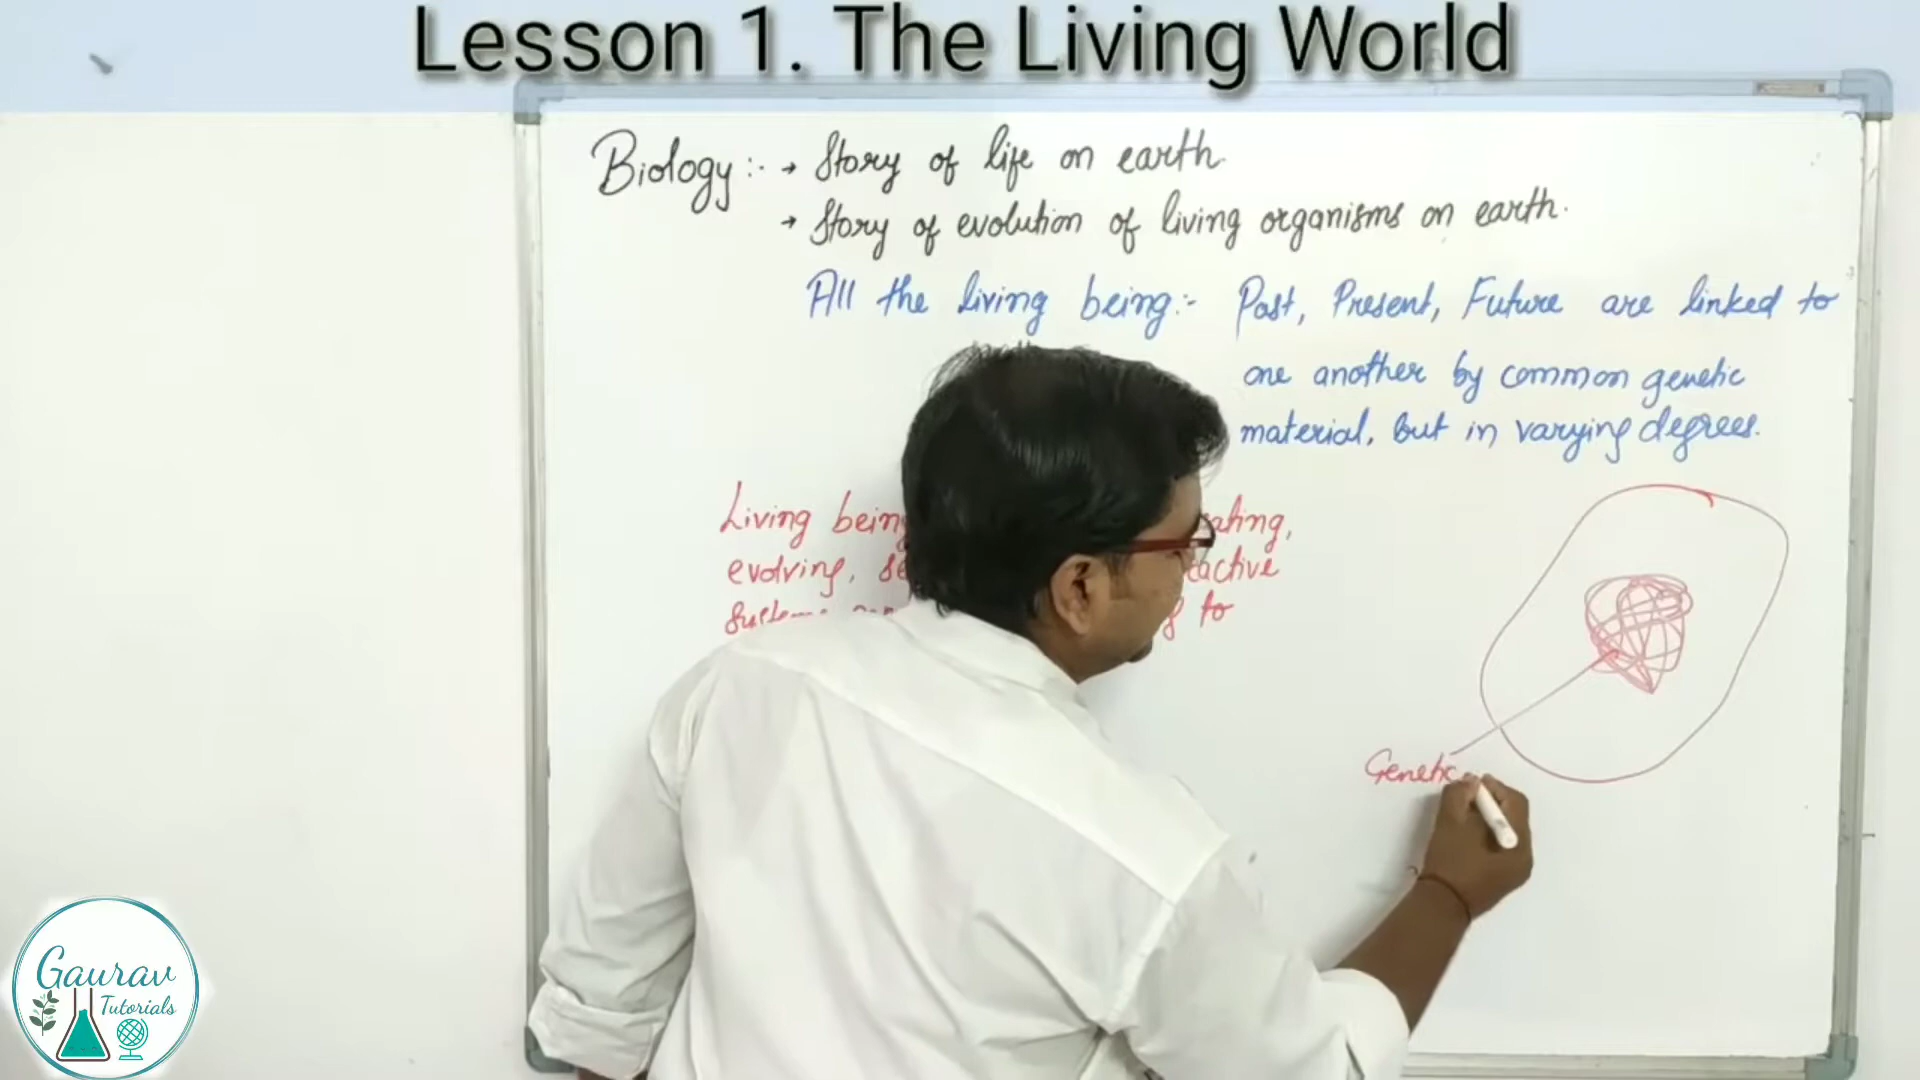 Lesson 1. The Living World
Biology :- → Story of life on earth.
→ Story of evolution of living organisms on earth.
All the living being :- Past, Present, Future are linked to
one another by common genetic
material, but in varying degrees.
Living being
evolving,
to
Genetic
Gaurav
Tutorials